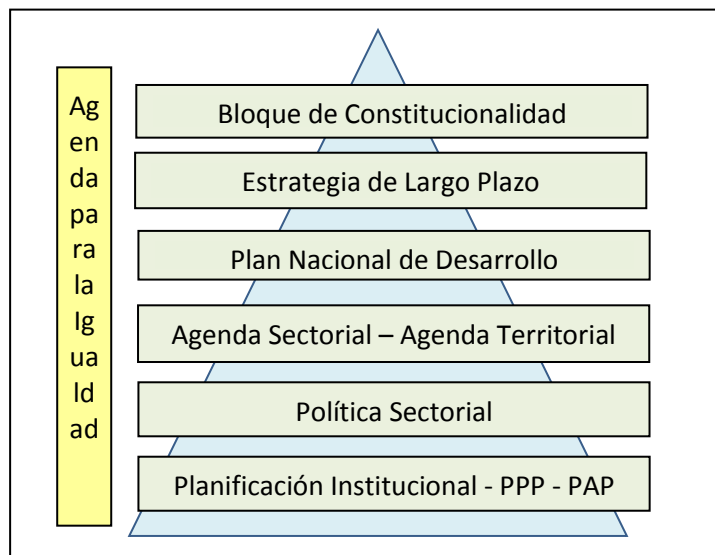 Ag
en
da
pa
ra
la
Ig
ua
ld
ad
Bloque de Constitucionalidad
Estrategia de Largo Plazo
Plan Nacional de Desarrollo
Agenda Sectorial – Agenda Territorial
Política Sectorial
Planificación Institucional - PPP - PAP